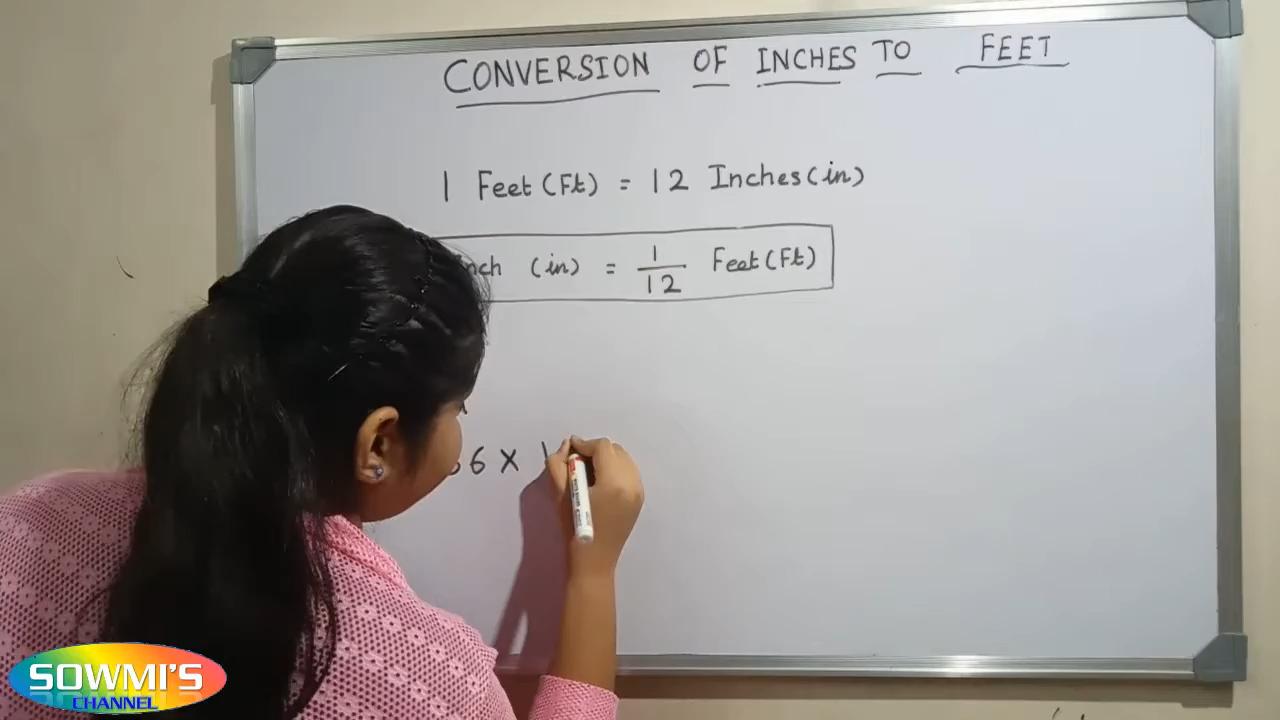 CONVERSION OF INCHES TO FEET
1 Feet (Ft) = 12 Inches (in)
(in) = 1/12 Feet (Ft)
6 X 1
SOWMI'S
CHANNEL